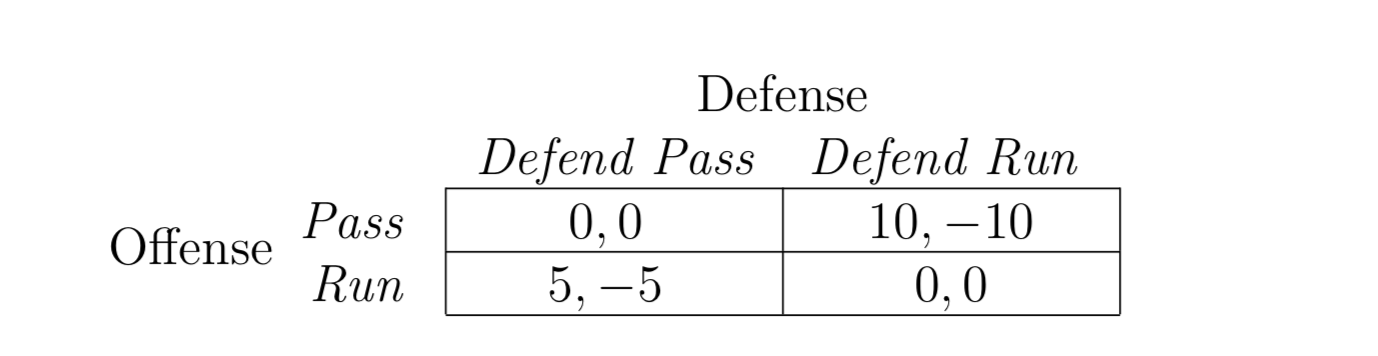 Defense
Defend Pass Defend Run
Pass 0, 0 10, −10
Offense
Run 5, −5 0, 0